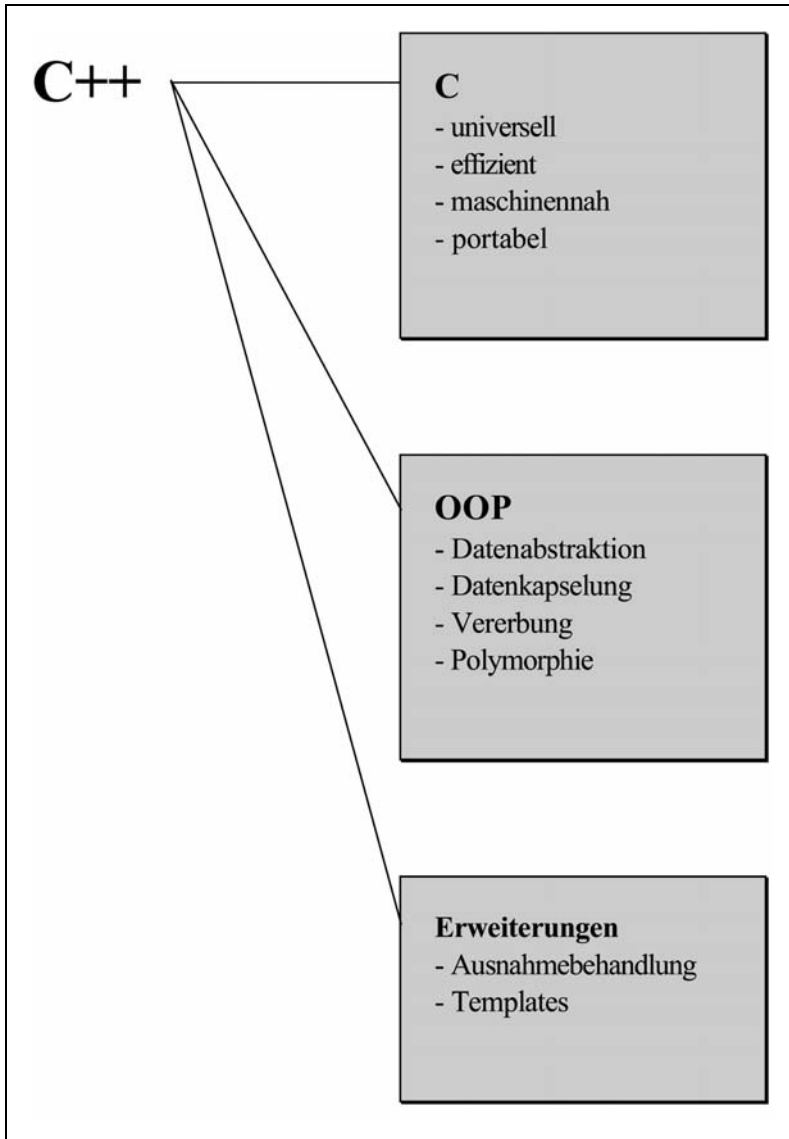 C++
C
- universell
- effizient
- maschinennah
- portabel
OOP
- Datenabstraktion
- Datenkapselung
- Vererbung
- Polymorphie
Erweiterungen
- Ausnahmebehandlung
- Templates